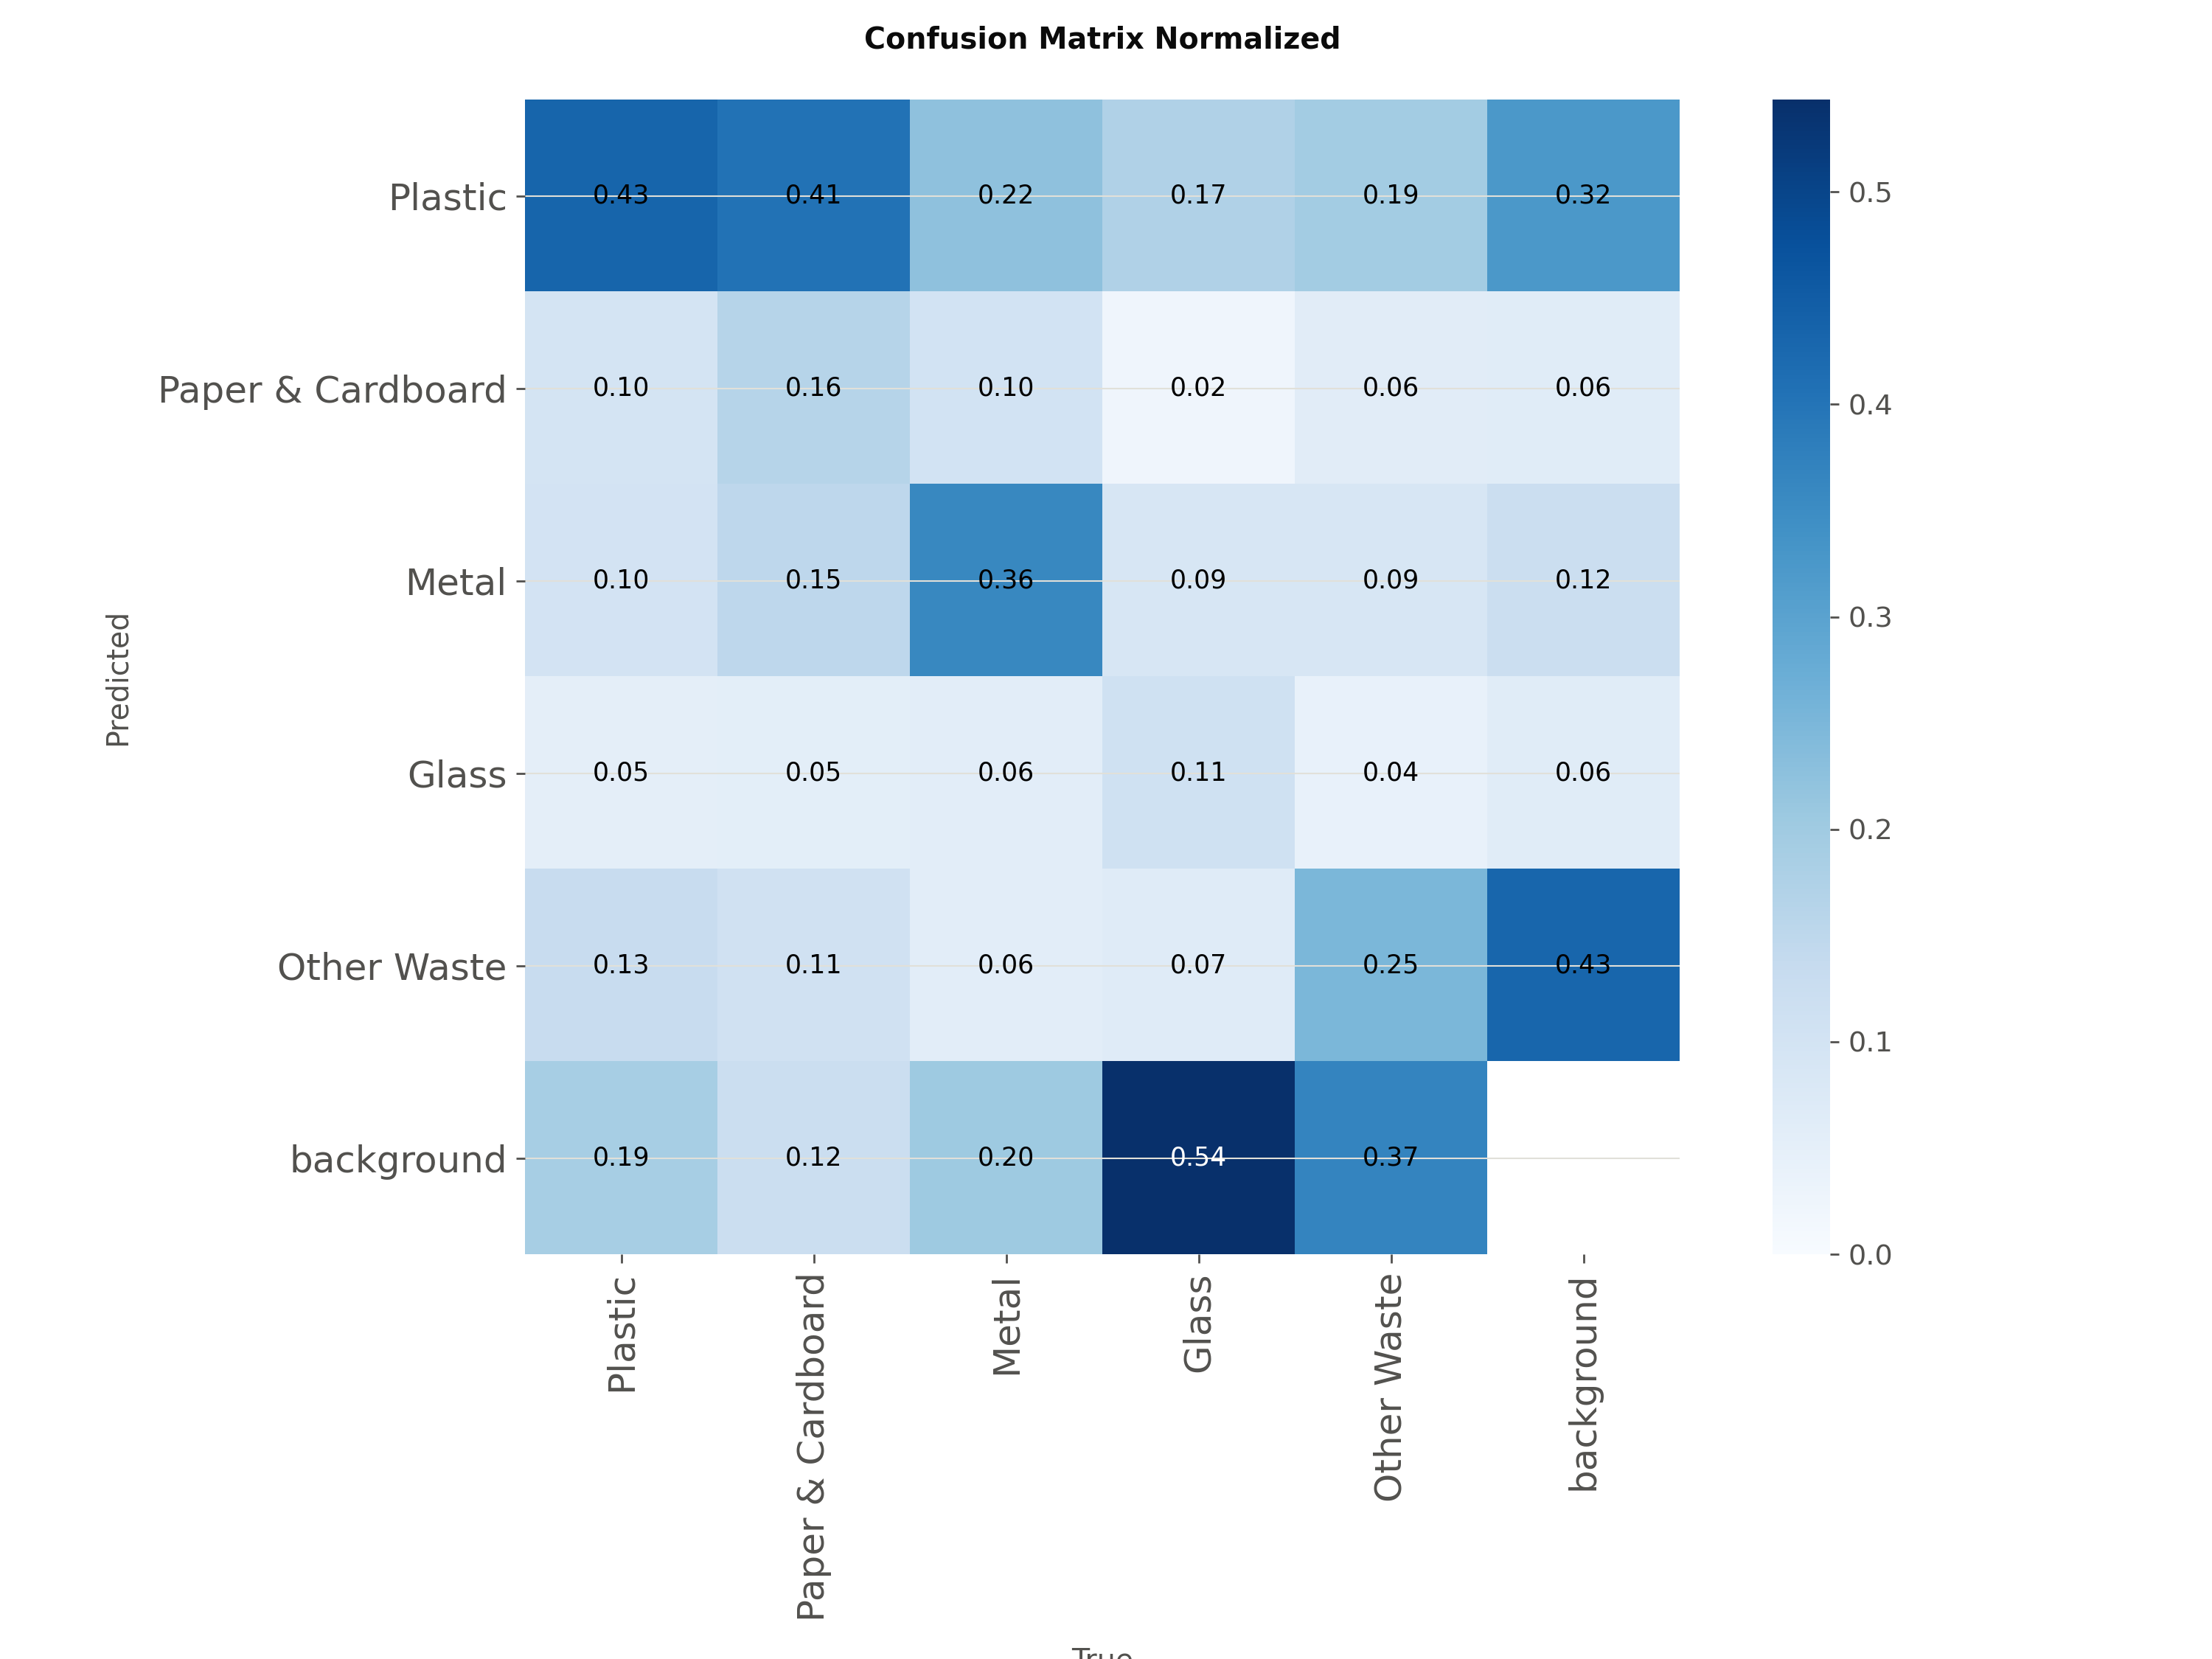 Confusion Matrix Normalized
Plastic 0.43 0.41 0.22 0.17 0.19 0.32
Paper & Cardboard 0.10 0.16 0.10 0.02 0.06 0.06
Metal 0.10 0.15 0.36 0.09 0.09 0.12
Glass 0.05 0.05 0.06 0.11 0.04 0.06
Other Waste 0.13 0.11 0.06 0.07 0.25 0.43
background 0.19 0.12 0.20 0.54 0.37
Predicted
Plastic
Paper & Cardboard
Metal
Glass
Other Waste
background
True
0.5
0.4
0.3
0.2
0.1
0.0